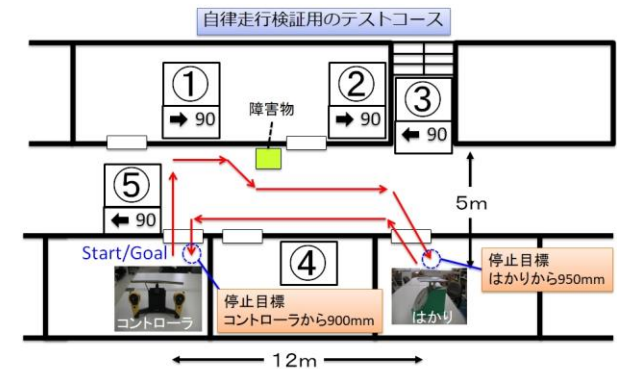 自律走行検証用のテストコース
①
➡ 90
②
➡ 90
③
⬅ 90
障害物
⑤
⬅ 90
5m
Start/Goal
④
停止目標
はかりから950mm
停止目標
コントローラから900mm
コントローラ
はかり
12m